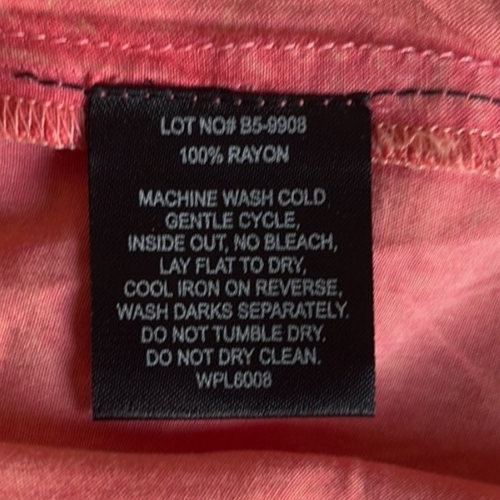 LOT NO# B5-9908
100% RAYON
MACHINE WASH COLD
GENTLE CYCLE,
INSIDE OUT, NO BLEACH,
LAY FLAT TO DRY,
COOL IRON ON REVERSE,
WASH DARKS SEPARATELY.
DO NOT TUMBLE DRY.
DO NOT DRY CLEAN.
WPL6008